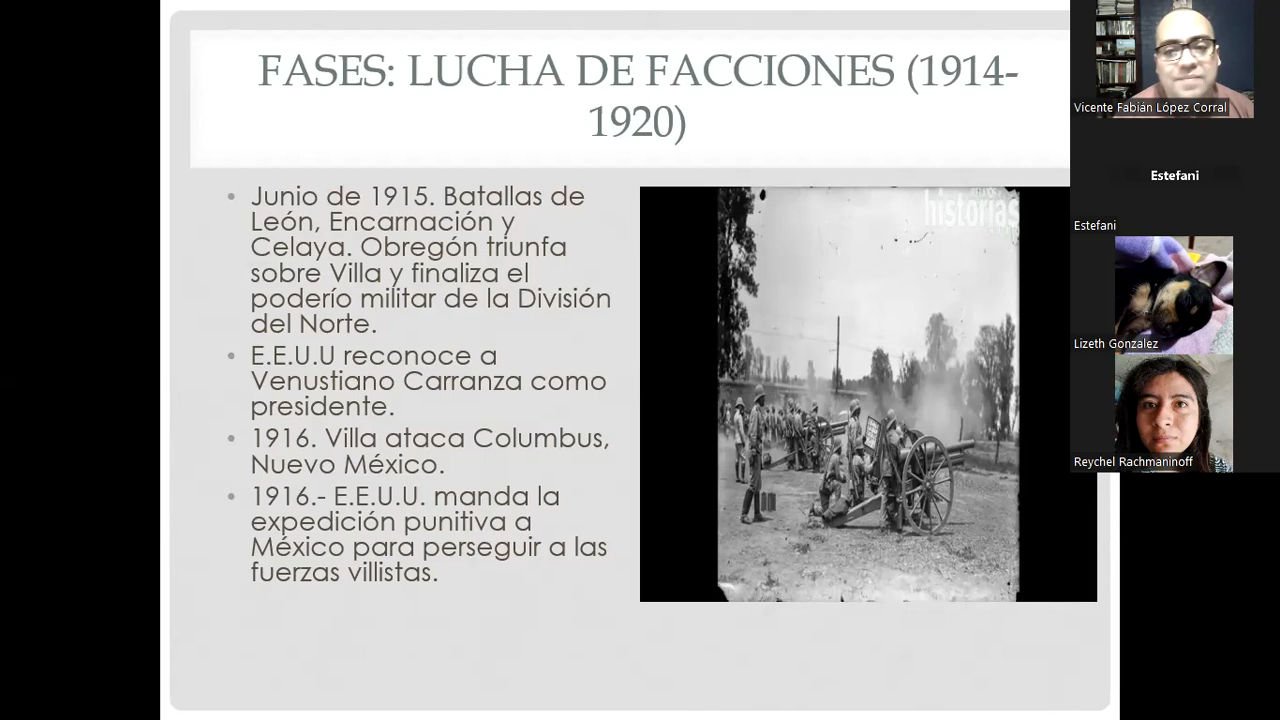 FASES: LUCHA DE FACCIONES (1914-
1920)
• Junio de 1915. Batallas de
León, Encarnación y
Celaya. Obregón triunfa
sobre Villa y finaliza el
poderío militar de la División
del Norte.
• E.E.U.U reconoce a
Venustiano Carranza como
presidente.
• 1916. Villa ataca Columbus,
Nuevo México.
• 1916.- E.E.U.U. manda la
expedición punitiva a
México para perseguir a las
fuerzas villistas.
historias
Vicente Fabián López Corral
Estefani
Estefani
Lizeth Gonzalez
Reychel Rachmaninoff